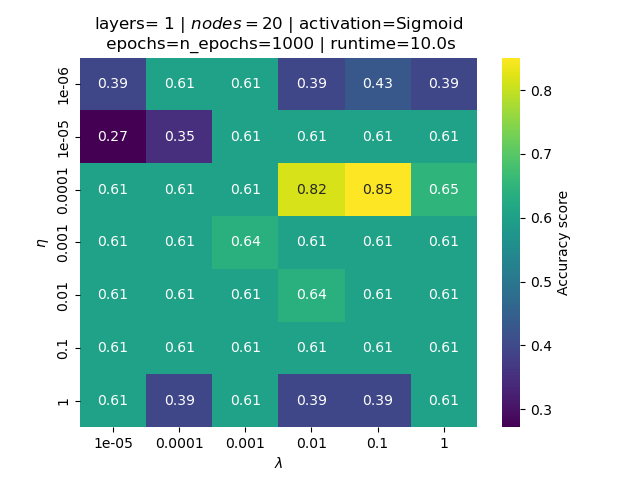 layers= 1 | nodes = 20 | activation=Sigmoid
epochs=n_epochs=1000 | runtime=10.0s
1e-06 0.39 0.61 0.61 0.39 0.43 0.39
1e-05 0.27 0.35 0.61 0.61 0.61 0.61
0.0001 0.61 0.61 0.61 0.82 0.85 0.65
0.001 0.61 0.61 0.64 0.61 0.61 0.61
0.01 0.61 0.61 0.61 0.64 0.61 0.61
0.1 0.61 0.61 0.61 0.61 0.61 0.61
1 0.61 0.39 0.61 0.39 0.39 0.61
η
1e-05 0.0001 0.001 0.01 0.1 1
λ
0.8
0.7
0.6
0.5
0.4
0.3
Accuracy score